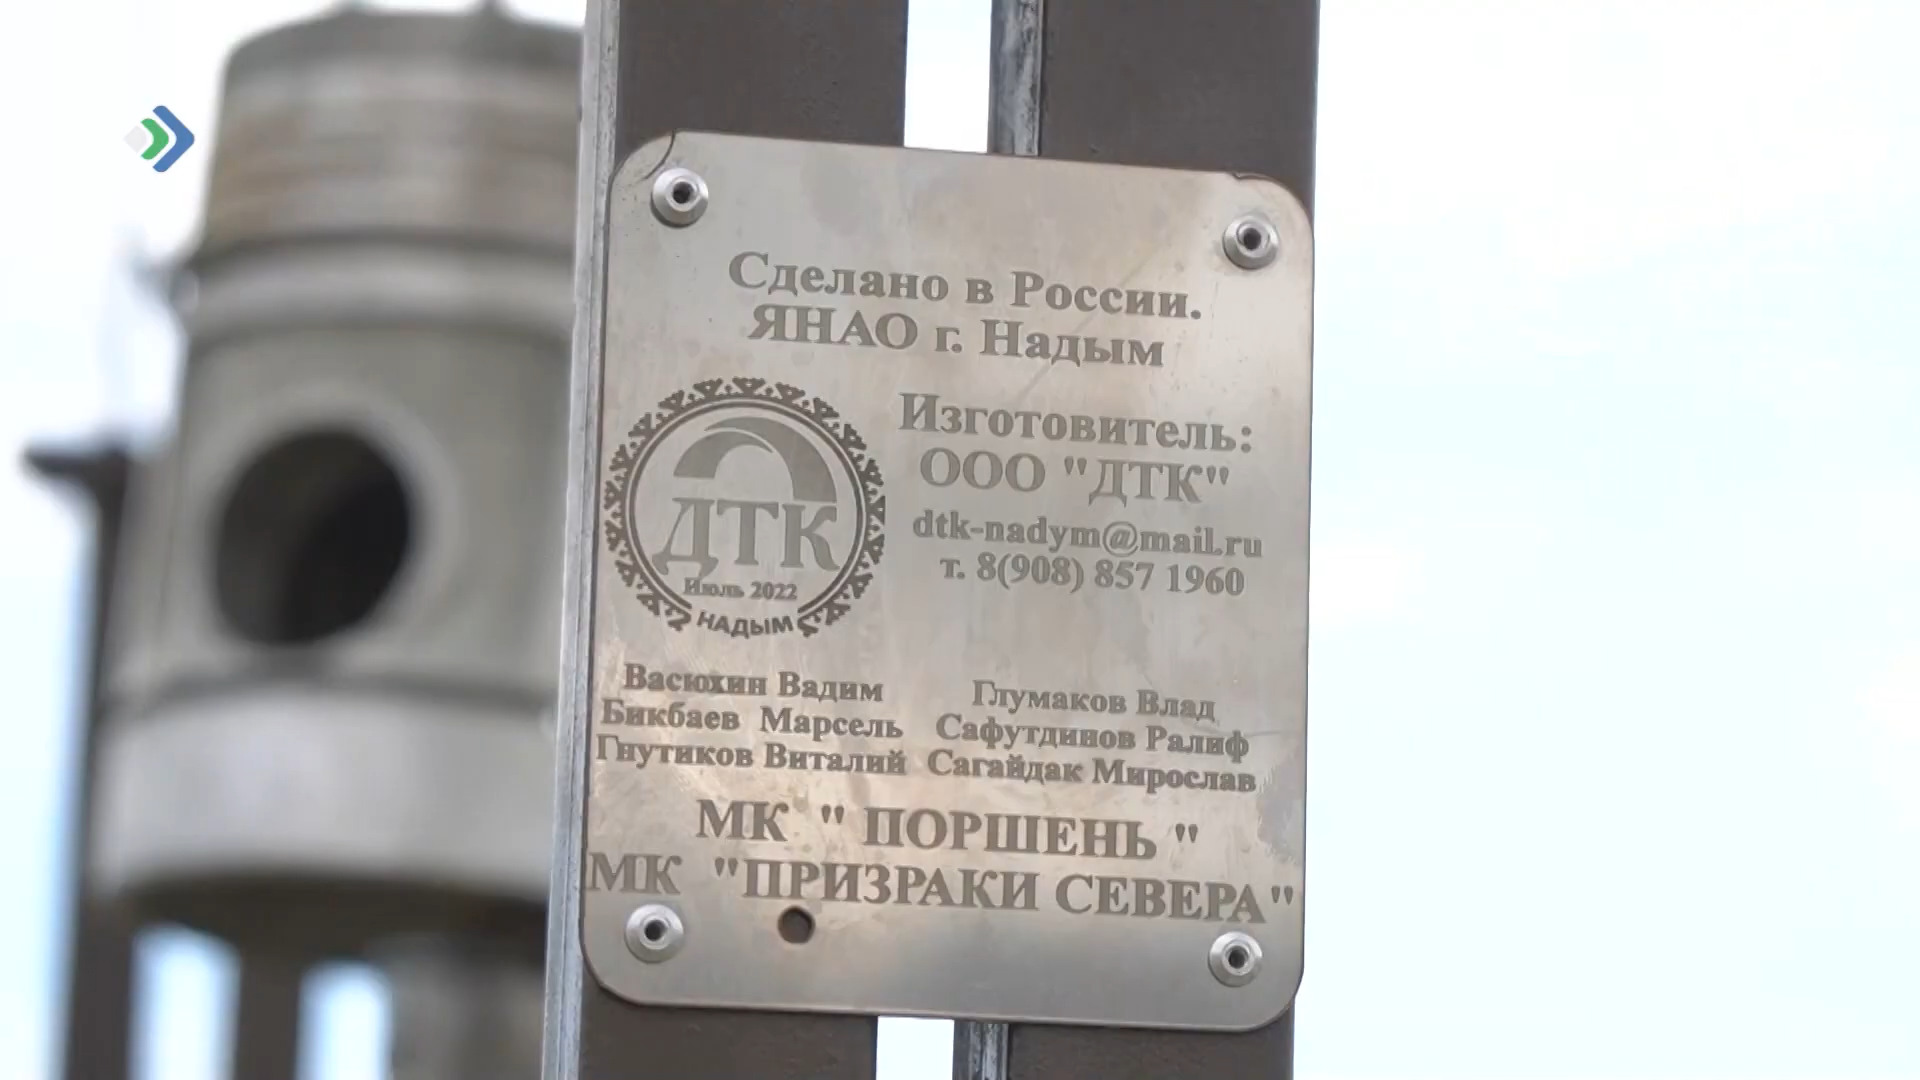 Сделано в России.
ЯНАО г. Надым
Изготовитель:
ООО "ДТК"
dtk-nadym@mail.ru
т. 8(908) 857 1960
ДТК
Июль 2022
НАДЫМ
Васюхин Вадим Глумаков Влад
Бикбаев Марсель Сафутдинов Ралиф
Гнутиков Виталий Сагайдак Мирослав
МК " ПОРШЕНЬ "
МК "ПРИЗРАКИ СЕВЕРА"